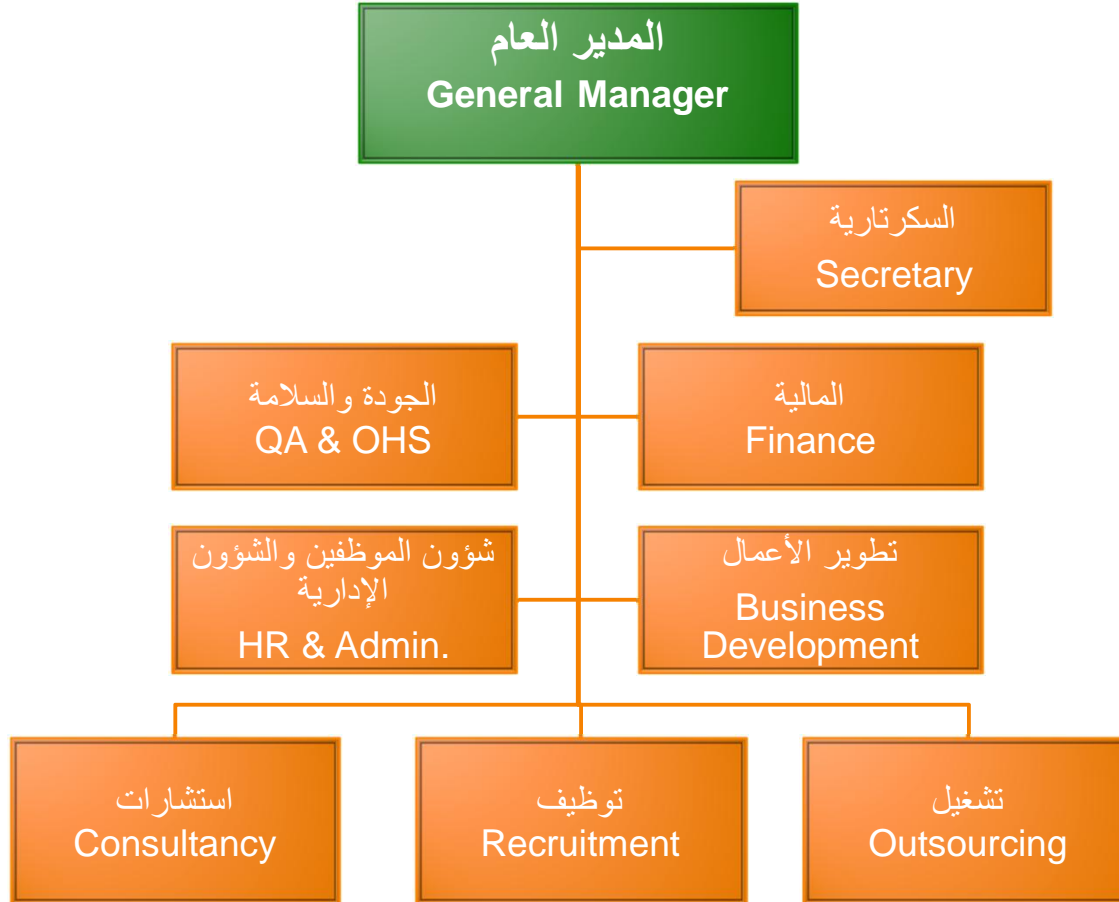 المدير العام
General Manager
السكرتارية
Secretary
الجودة والسلامة
QA & OHS
المالية
Finance
شؤون الموظفين والشؤون
الإدارية
HR & Admin.
تطوير الأعمال
Business
Development
استشارات
Consultancy
توظيف
Recruitment
تشغيل
Outsourcing